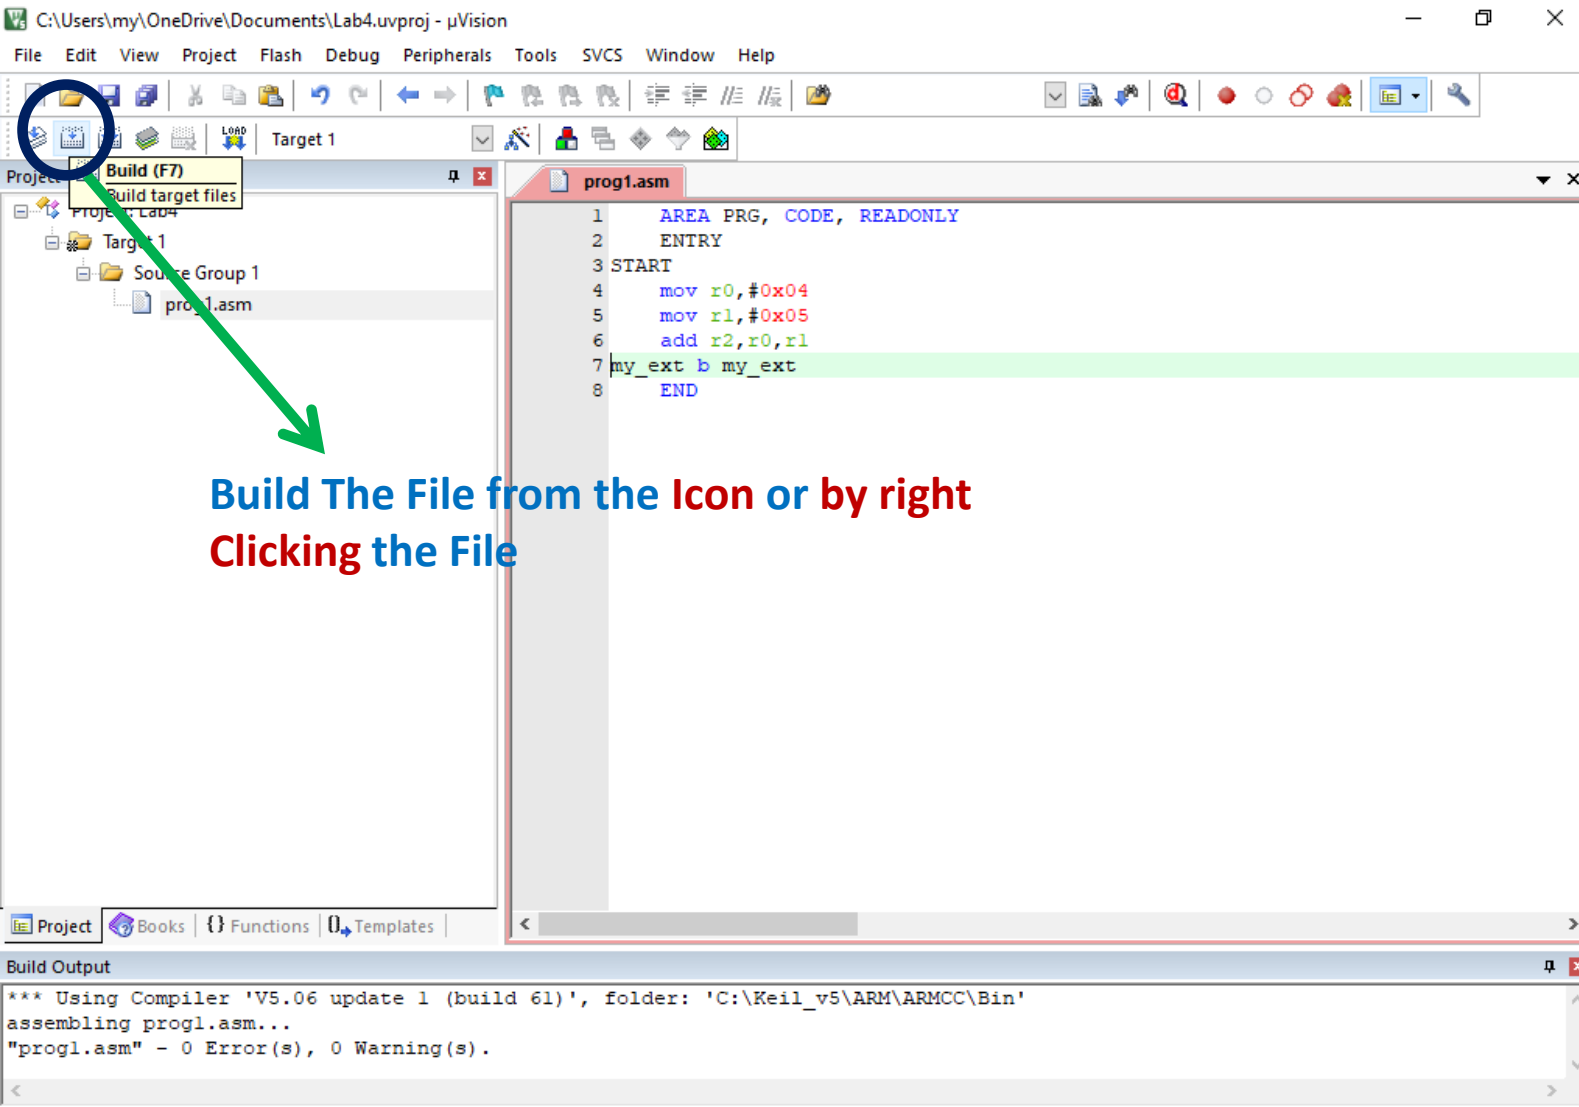 C:\Users\my\OneDrive\Documents\Lab4.uvproj - µVision
File Edit View Project Flash Debug Peripherals Tools SVCS Window Help
LOAD
Target 1
Build (F7)
Build target files
Project
Project: Lab4
Target 1
Source Group 1
prog1.asm
prog1.asm
1 AREA PRG, CODE, READONLY
2 ENTRY
3 START
4 mov r0,#0x04
5 mov r1,#0x05
6 add r2,r0,r1
7 my_ext b my_ext
8 END
Build The File from the Icon or by right
Clicking the File
Project Books {} Functions Templates
Build Output
*** Using Compiler 'V5.06 update 1 (build 61)', folder: 'C:\Keil_v5\ARM\ARMCC\Bin'
assembling prog1.asm...
"prog1.asm" - 0 Error(s), 0 Warning(s).